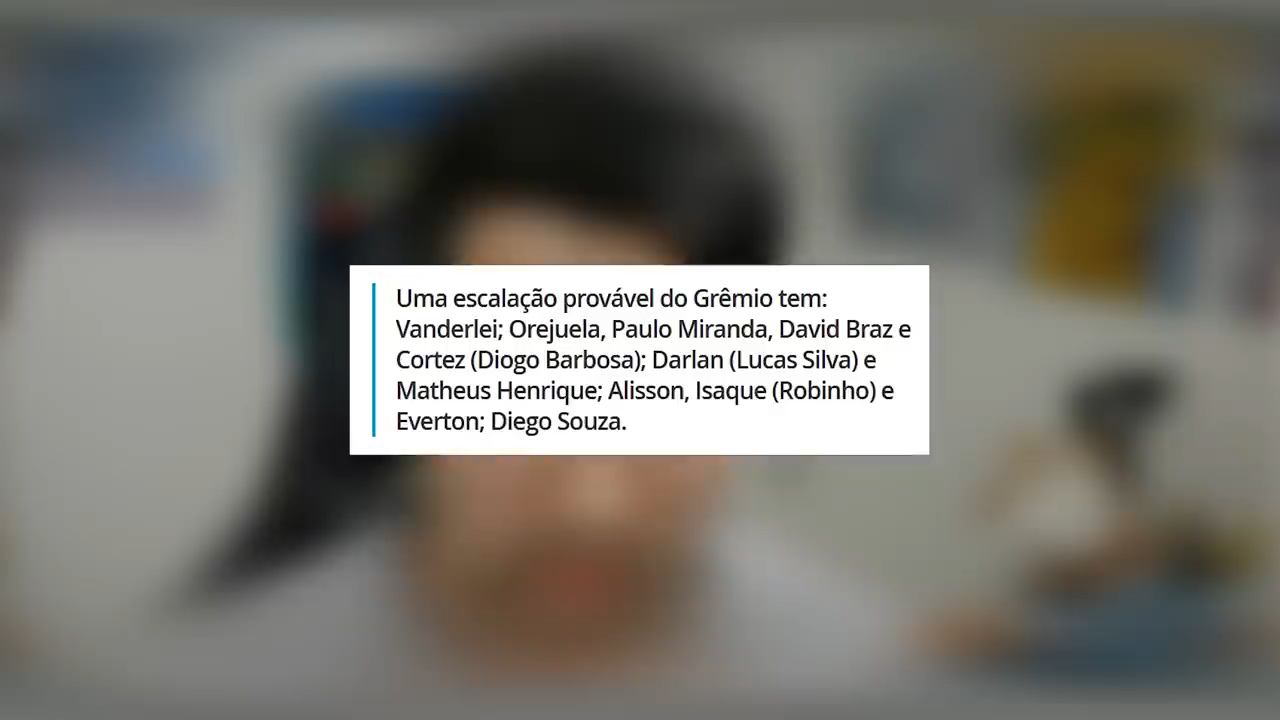 Uma escalação provável do Grêmio tem:
Vanderlei; Orejuela, Paulo Miranda, David Braz e
Cortez (Diogo Barbosa); Darlan (Lucas Silva) e
Matheus Henrique; Alisson, Isaque (Robinho) e
Everton; Diego Souza.